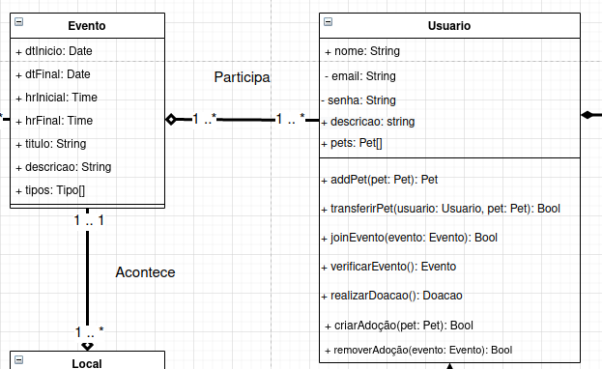 Evento
+ dtInicio: Date
+ dtFinal: Date
+ hrInicial: Time
+ hrFinal: Time
+ titulo: String
+ descricao: String
+ tipos: Tipo[]
Participa
1 ..*
1 .. *
Usuario
+ nome: String
- email: String
- senha: String
+ descricao: string
+ pets: Pet[]
+ addPet(pet: Pet): Pet
+ transferirPet(usuario: Usuario, pet: Pet): Bool
+ joinEvento(evento: Evento): Bool
+ verificarEvento(): Evento
+ realizarDoacao(): Doacao
+ criarAdoção(pet: Pet): Bool
+ removerAdoção(evento: Evento): Bool
1 .. 1
Acontece
1 .. *
Local